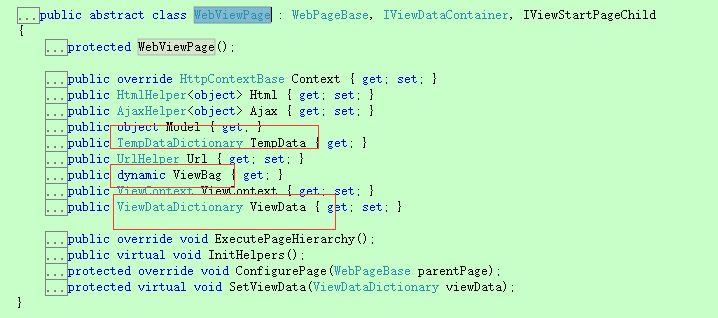 ...public abstract class WebViewPage : WebPageBase, IViewDataContainer, IViewStartPageChild
{
...protected WebViewPage();
...public override HttpContextBase Context { get; set; }
...public HtmlHelper<object> Html { get; set; }
...public AjaxHelper<object> Ajax { get; set; }
...public object Model { get; }
...public TempDataDictionary TempData { get; }
...public UrlHelper Url { get; set; }
...public dynamic ViewBag { get; }
...public ViewContext ViewContext { get; set; }
...public ViewDataDictionary ViewData { get; set; }
...public override void ExecutePageHierarchy();
...public virtual void InitHelpers();
...protected override void ConfigurePage(WebPageBase parentPage);
...protected virtual void SetViewData(ViewDataDictionary viewData);
}